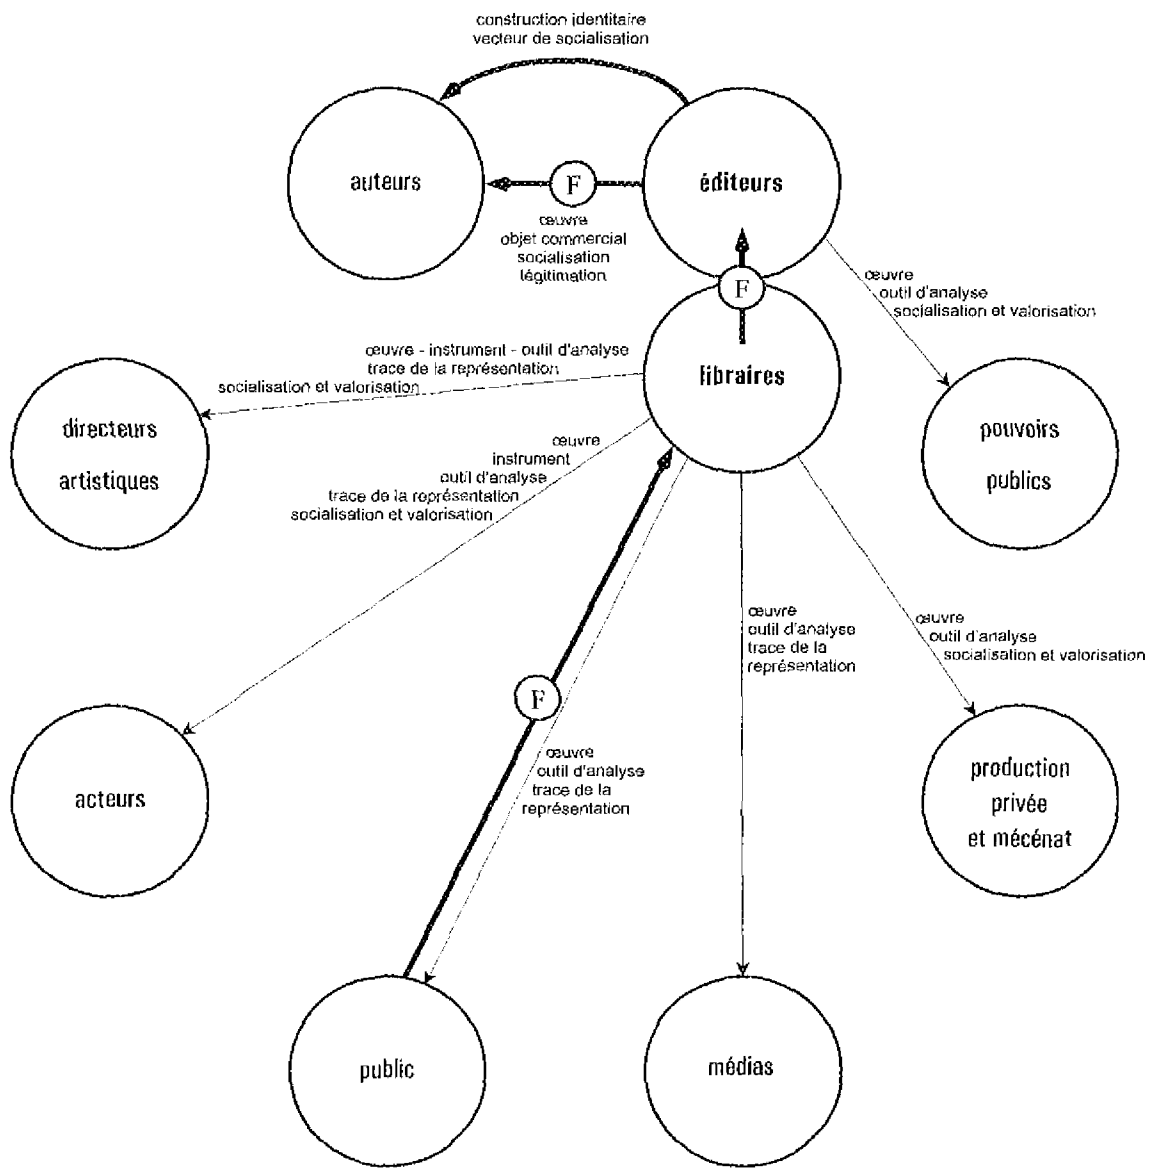 construction identitaire
vecteur de socialisation
auteurs
F
éditeurs
œuvre
objet commercial
socialisation
légitimation
F
œuvre
outil d'analyse
socialisation et valorisation
œuvre - instrument - outil d'analyse
trace de la représentation
socialisation et valorisation
libraires
directeurs
artistiques
pouvoirs
publics
œuvre
instrument
outil d'analyse
trace de la représentation
socialisation et valorisation
œuvre
outil d'analyse
trace de la
représentation
œuvre
outil d'analyse
socialisation et valorisation
F
œuvre
outil d'analyse
trace de la
représentation
acteurs
production
privée
et mécénat
public
médias